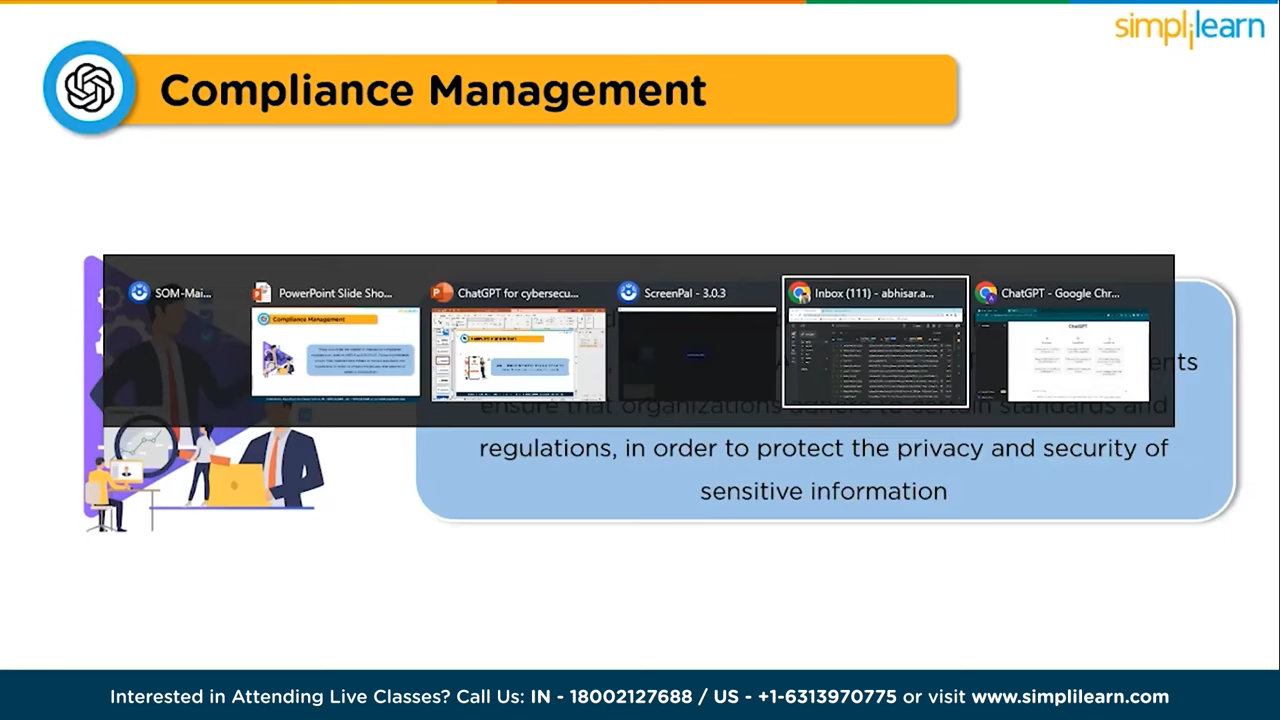 simplilearn
Compliance Management
SOM-Mai...
PowerPoint Slide Sho...
ChatGPT for cybersecu...
ScreenPal - 3.0.3
Inbox (111) - abhisar.a...
ChatGPT - Google Chr...
Compliance Management
ChatGPT
ensure that organizations adhere to certain standards and
regulations, in order to protect the privacy and security of
sensitive information
Interested in Attending Live Classes? Call Us: IN - 18002127688 / US - +1-6313970775 or visit www.simplilearn.com